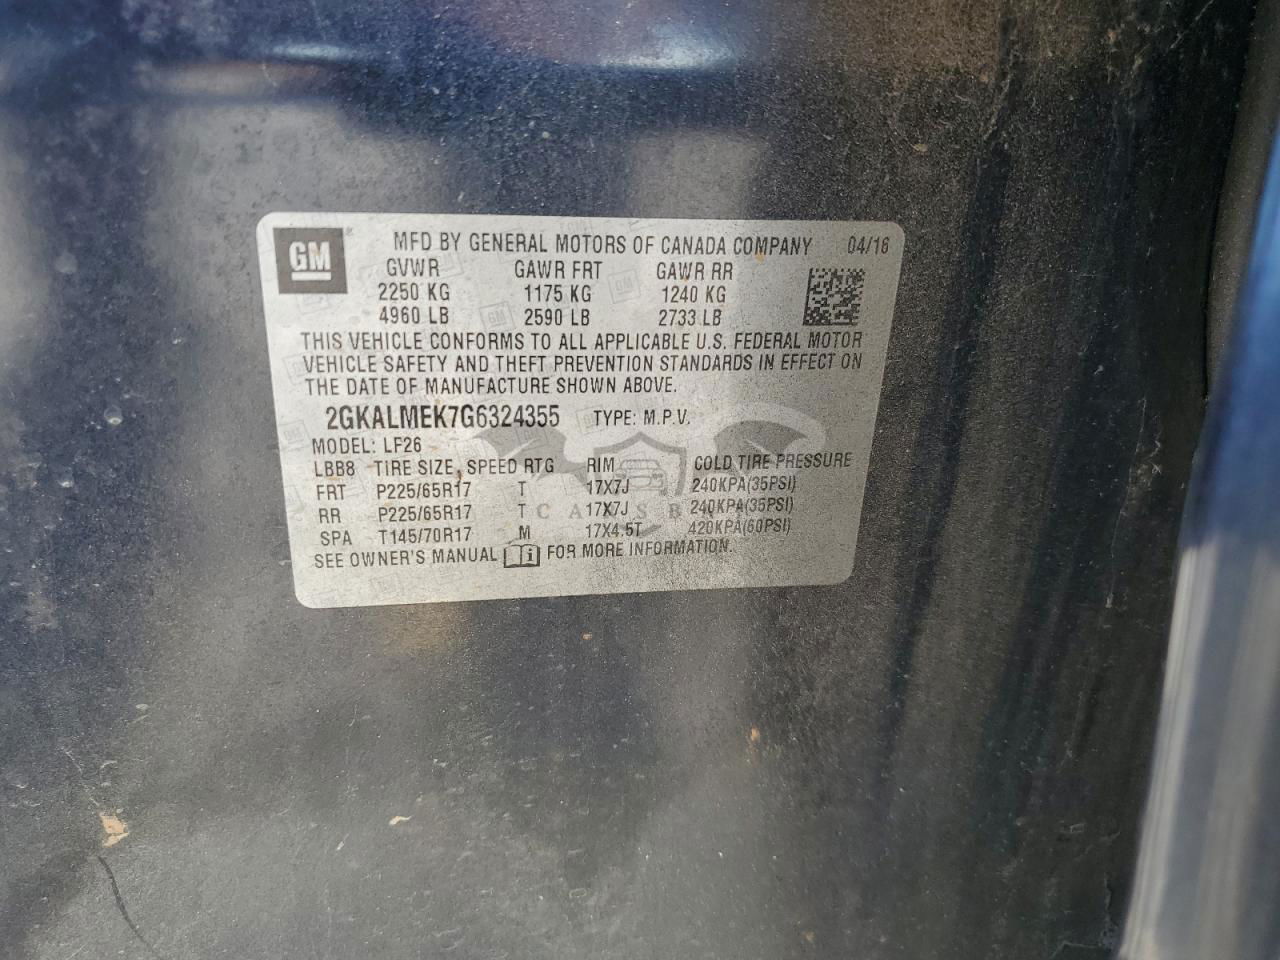 GM MFD BY GENERAL MOTORS OF CANADA COMPANY 04/16
GVWR GAWR FRT GAWR RR
2250 KG 1175 KG 1240 KG
4960 LB 2590 LB 2733 LB
THIS VEHICLE CONFORMS TO ALL APPLICABLE U.S. FEDERAL MOTOR
VEHICLE SAFETY AND THEFT PREVENTION STANDARDS IN EFFECT ON
THE DATE OF MANUFACTURE SHOWN ABOVE.
2GKALMEK7G6324355 TYPE: M.P.V.
MODEL: LF26
LBB8 TIRE SIZE, SPEED RTG RIM COLD TIRE PRESSURE
FRT P225/65R17 T 17X7J 240KPA(35PSI)
RR P225/65R17 T 17X7J 240KPA(35PSI)
SPA T145/70R17 M 17X4.5T 420KPA(60PSI)
SEE OWNER'S MANUAL FOR MORE INFORMATION.